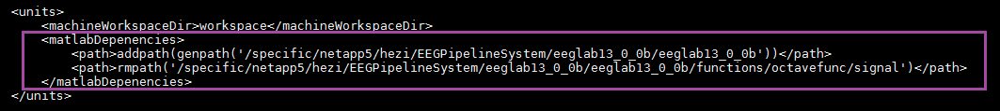 <units>
<machineWorkspaceDir>workspace</machineWorkspaceDir>
<matlabDepenencies>
<path>addpath(genpath('/specific/netapp5/hezi/EEGPipelineSystem/eeglab13_0_0b/eeglab13_0_0b'))</path>
<path>rmpath('/specific/netapp5/hezi/EEGPipelineSystem/eeglab13_0_0b/eeglab13_0_0b/functions/octavefunc/signal')</path>
</matlabDepenencies>
</units>